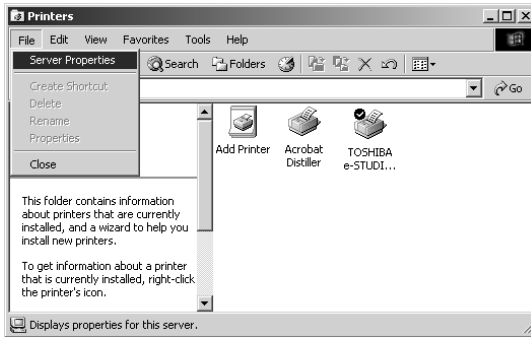 Printers
File Edit View Favorites Tools Help
Server Properties
Create Shortcut
Delete
Rename
Properties
Close
Search Folders
Go
Add Printer
Acrobat
Distiller
TOSHIBA
e-STUDI...
This folder contains information
about printers that are currently
installed, and a wizard to help you
install new printers.
To get information about a printer
that is currently installed, right-click
the printer's icon.
Displays properties for this server.